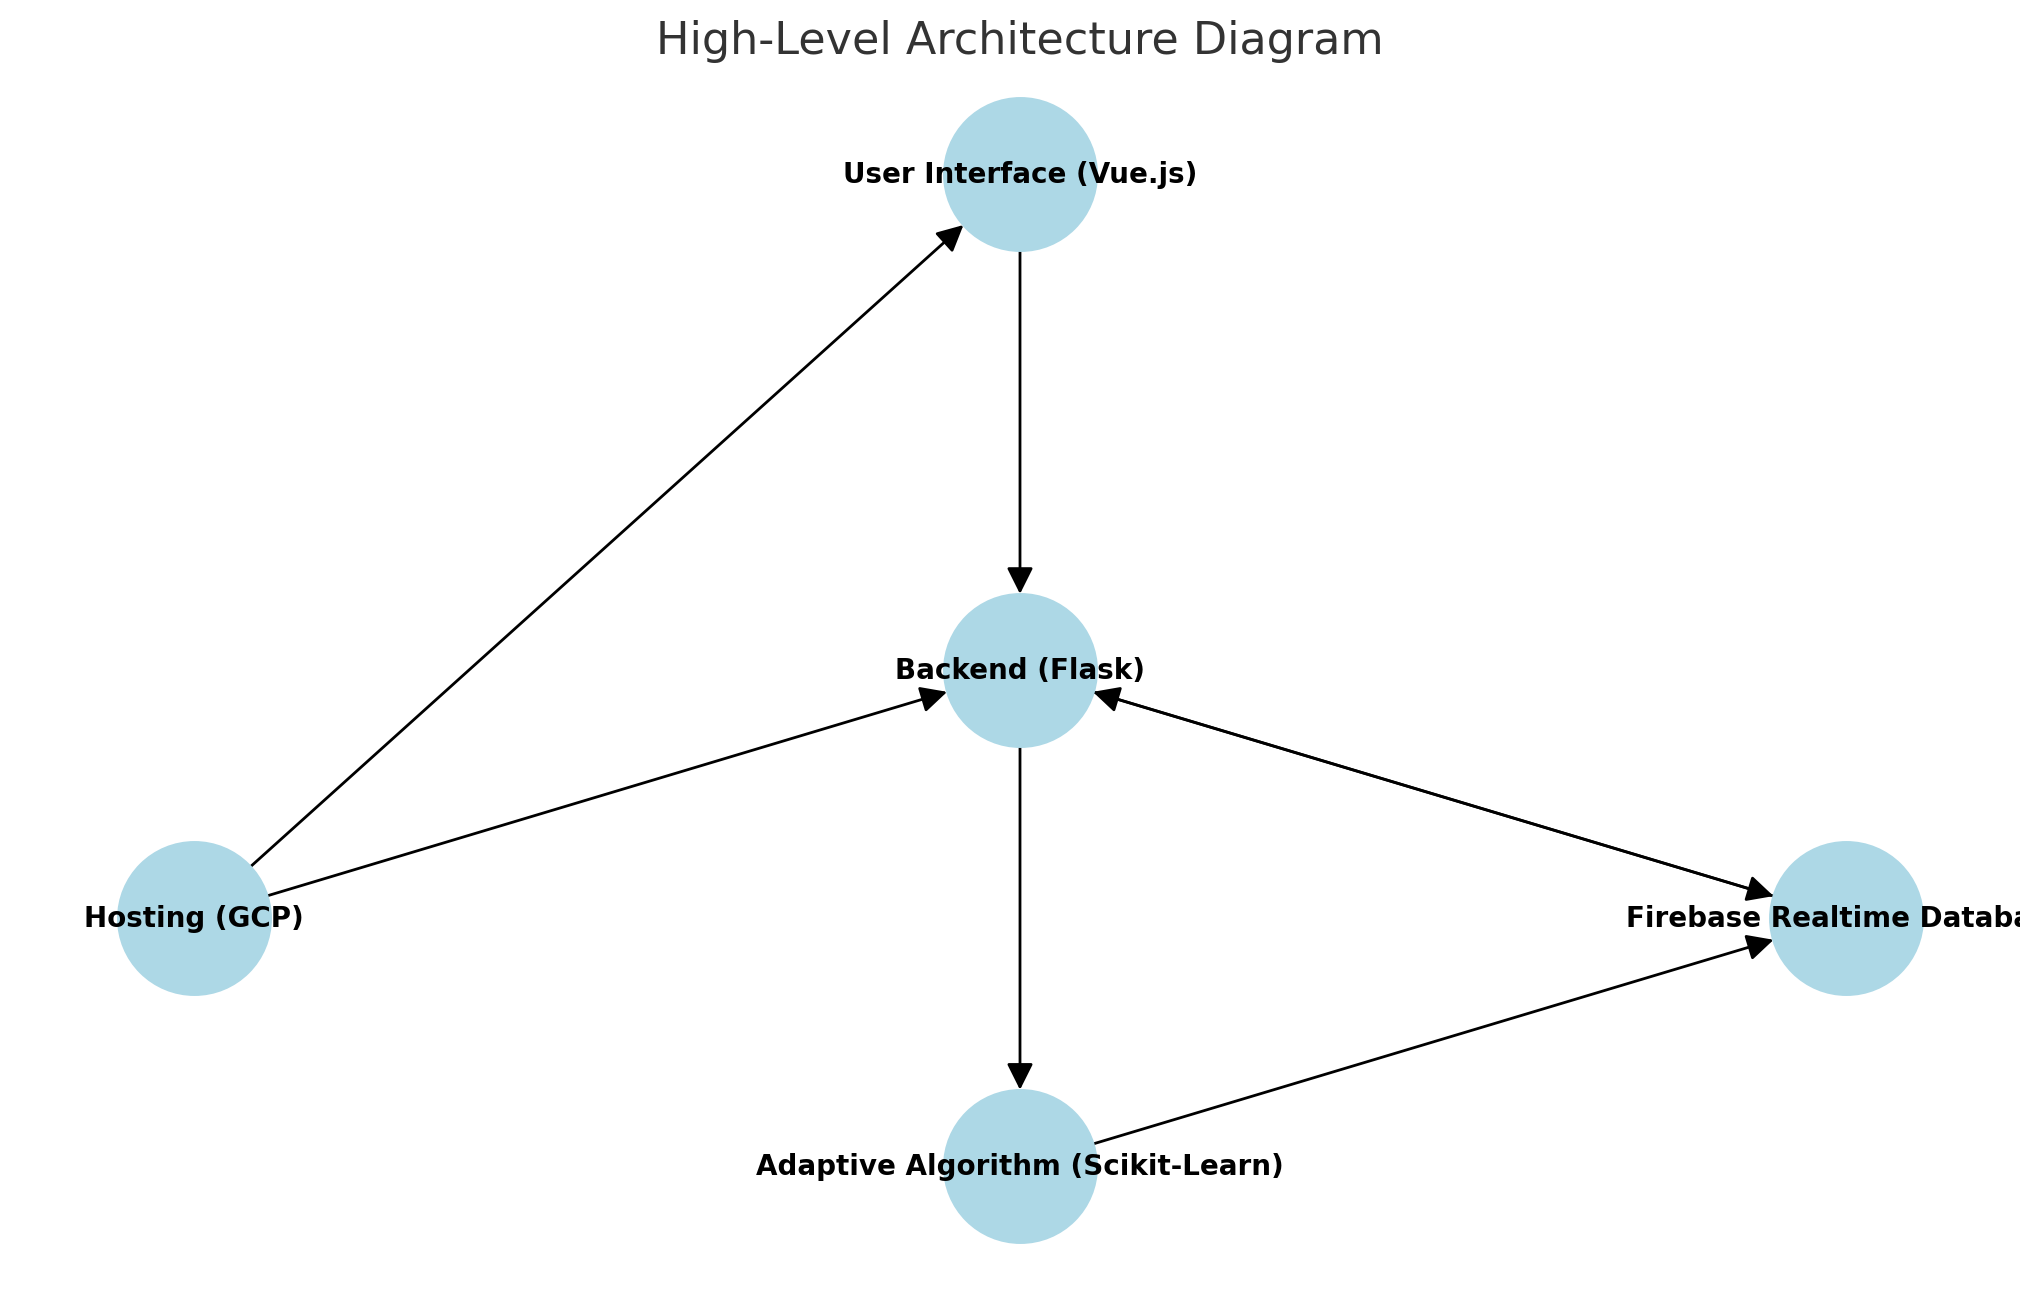 High-Level Architecture Diagram
User Interface (Vue.js)
Backend (Flask)
Hosting (GCP)
Firebase Realtime Databa
Adaptive Algorithm (Scikit-Learn)